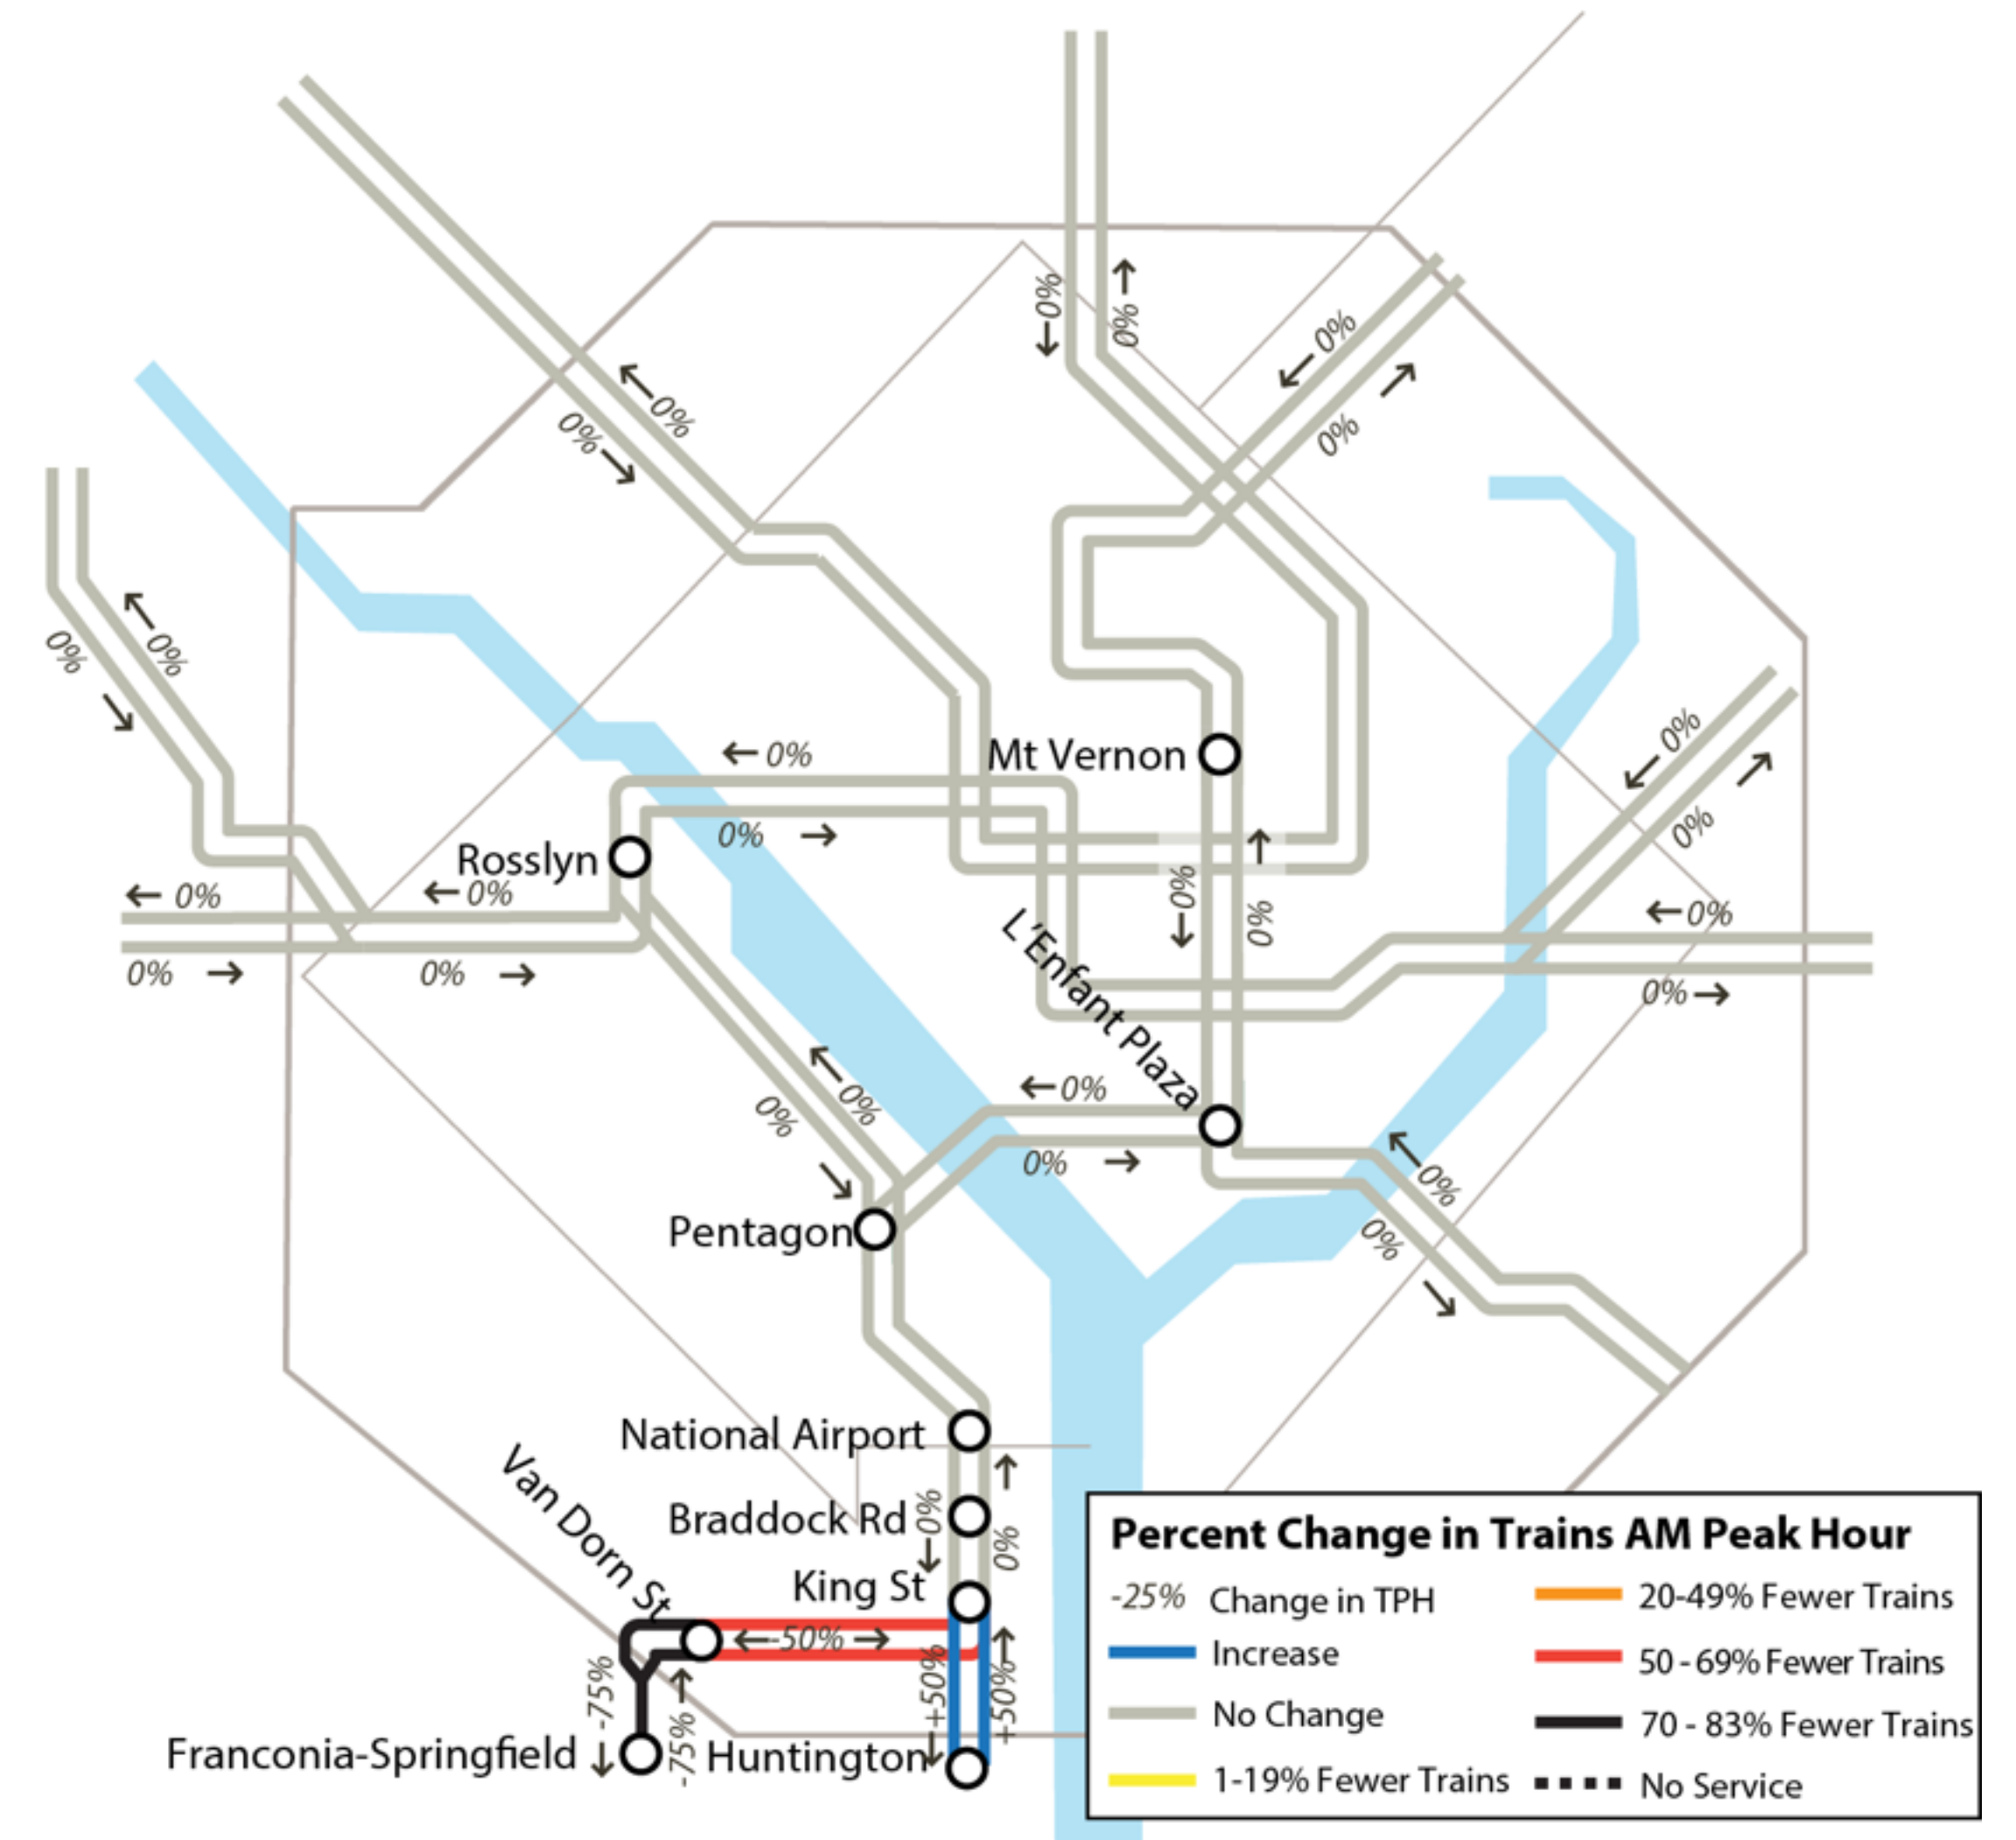 0%
0%
0%
0%
0%
0%
0%
0%
Mt Vernon
0%
0%
0%
0%
0%
0%
Rosslyn
0%
0%
0%
0%
0%
0%
0%
0%
L'Enfant Plaza
0%
0%
0%
0%
0%
0%
Pentagon
National Airport
Van Dorn St
Braddock Rd
0%
0%
King St
-50%
-75%
-75%
+50%
+50%
Franconia-Springfield
Huntington
Percent Change in Trains AM Peak Hour
-25% Change in TPH
Increase
No Change
1-19% Fewer Trains
20-49% Fewer Trains
50 - 69% Fewer Trains
70 - 83% Fewer Trains
No Service